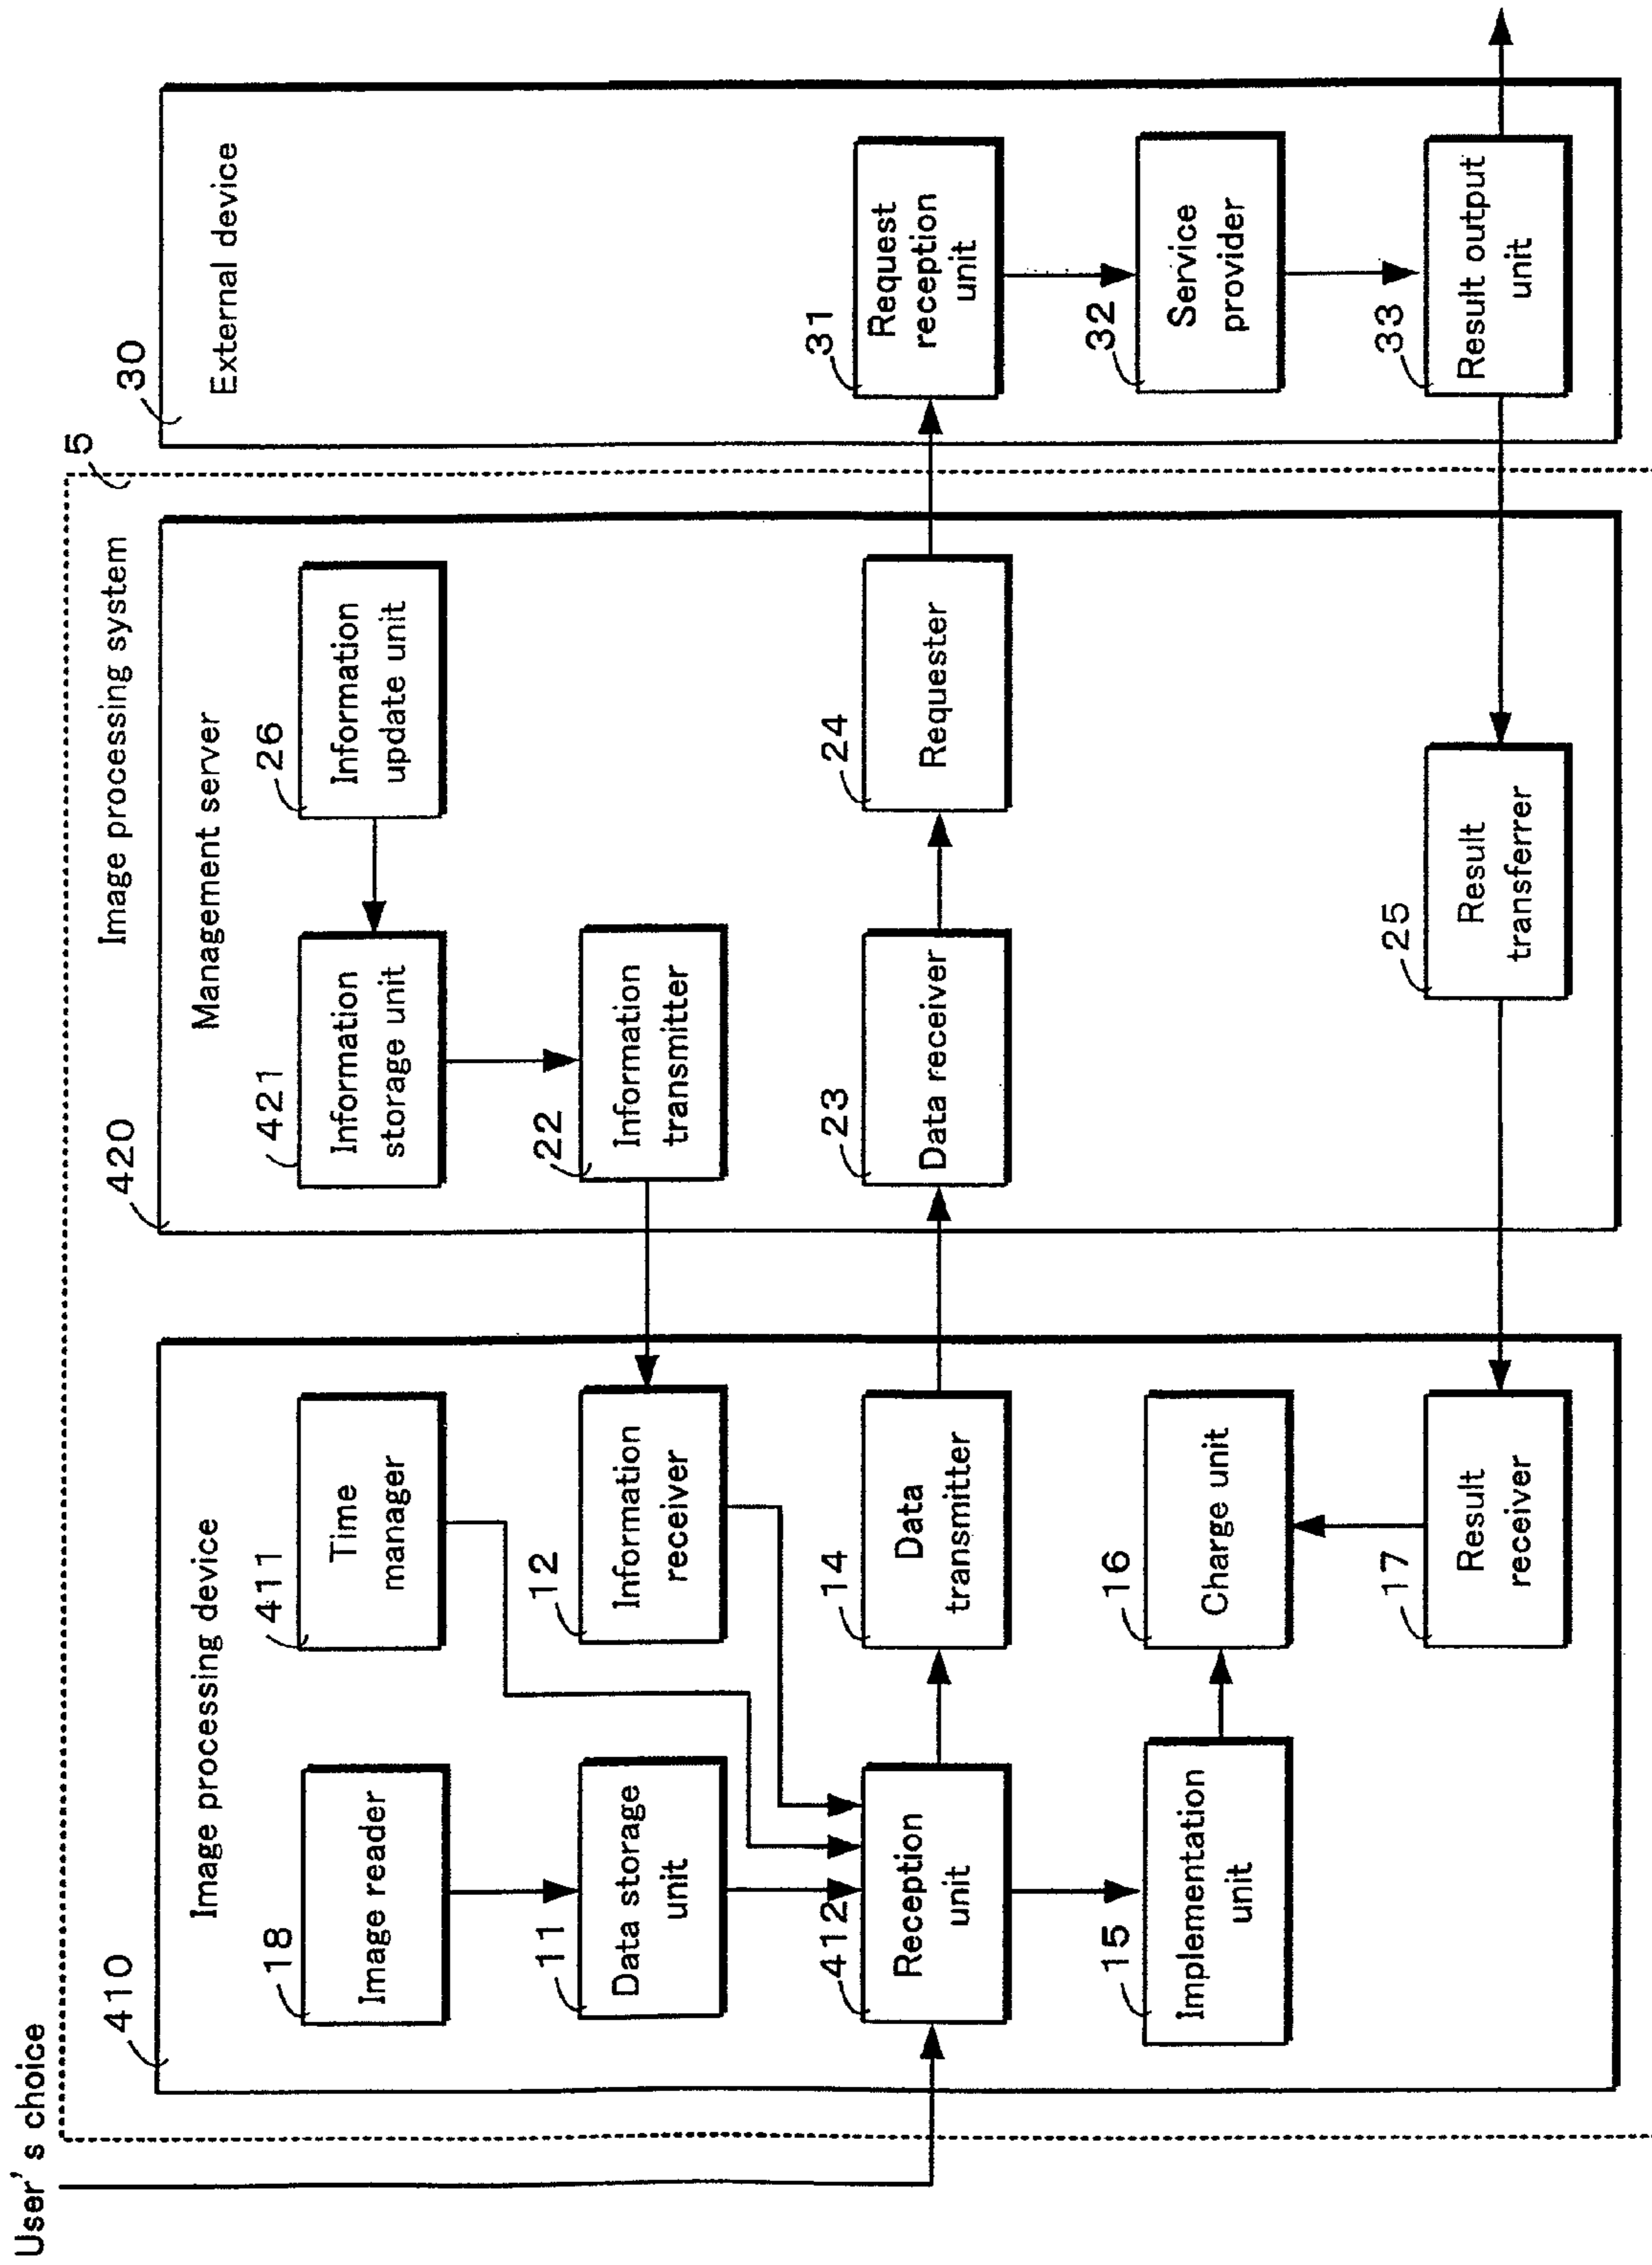 User's choice
5
Image processing system
410
Image processing device
18
Image reader
411
Time
manager
11
Data storage
unit
12
Information
receiver
412
Reception
unit
14
Data
transmitter
15
Implementation
unit
16
Charge unit
17
Result
receiver
420
Management server
421
Information
storage unit
26
Information
update unit
22
Information
transmitter
23
Data receiver
24
Requester
25
Result
transferrer
30
External device
31
Request
reception
unit
32
Service
provider
33
Result output
unit